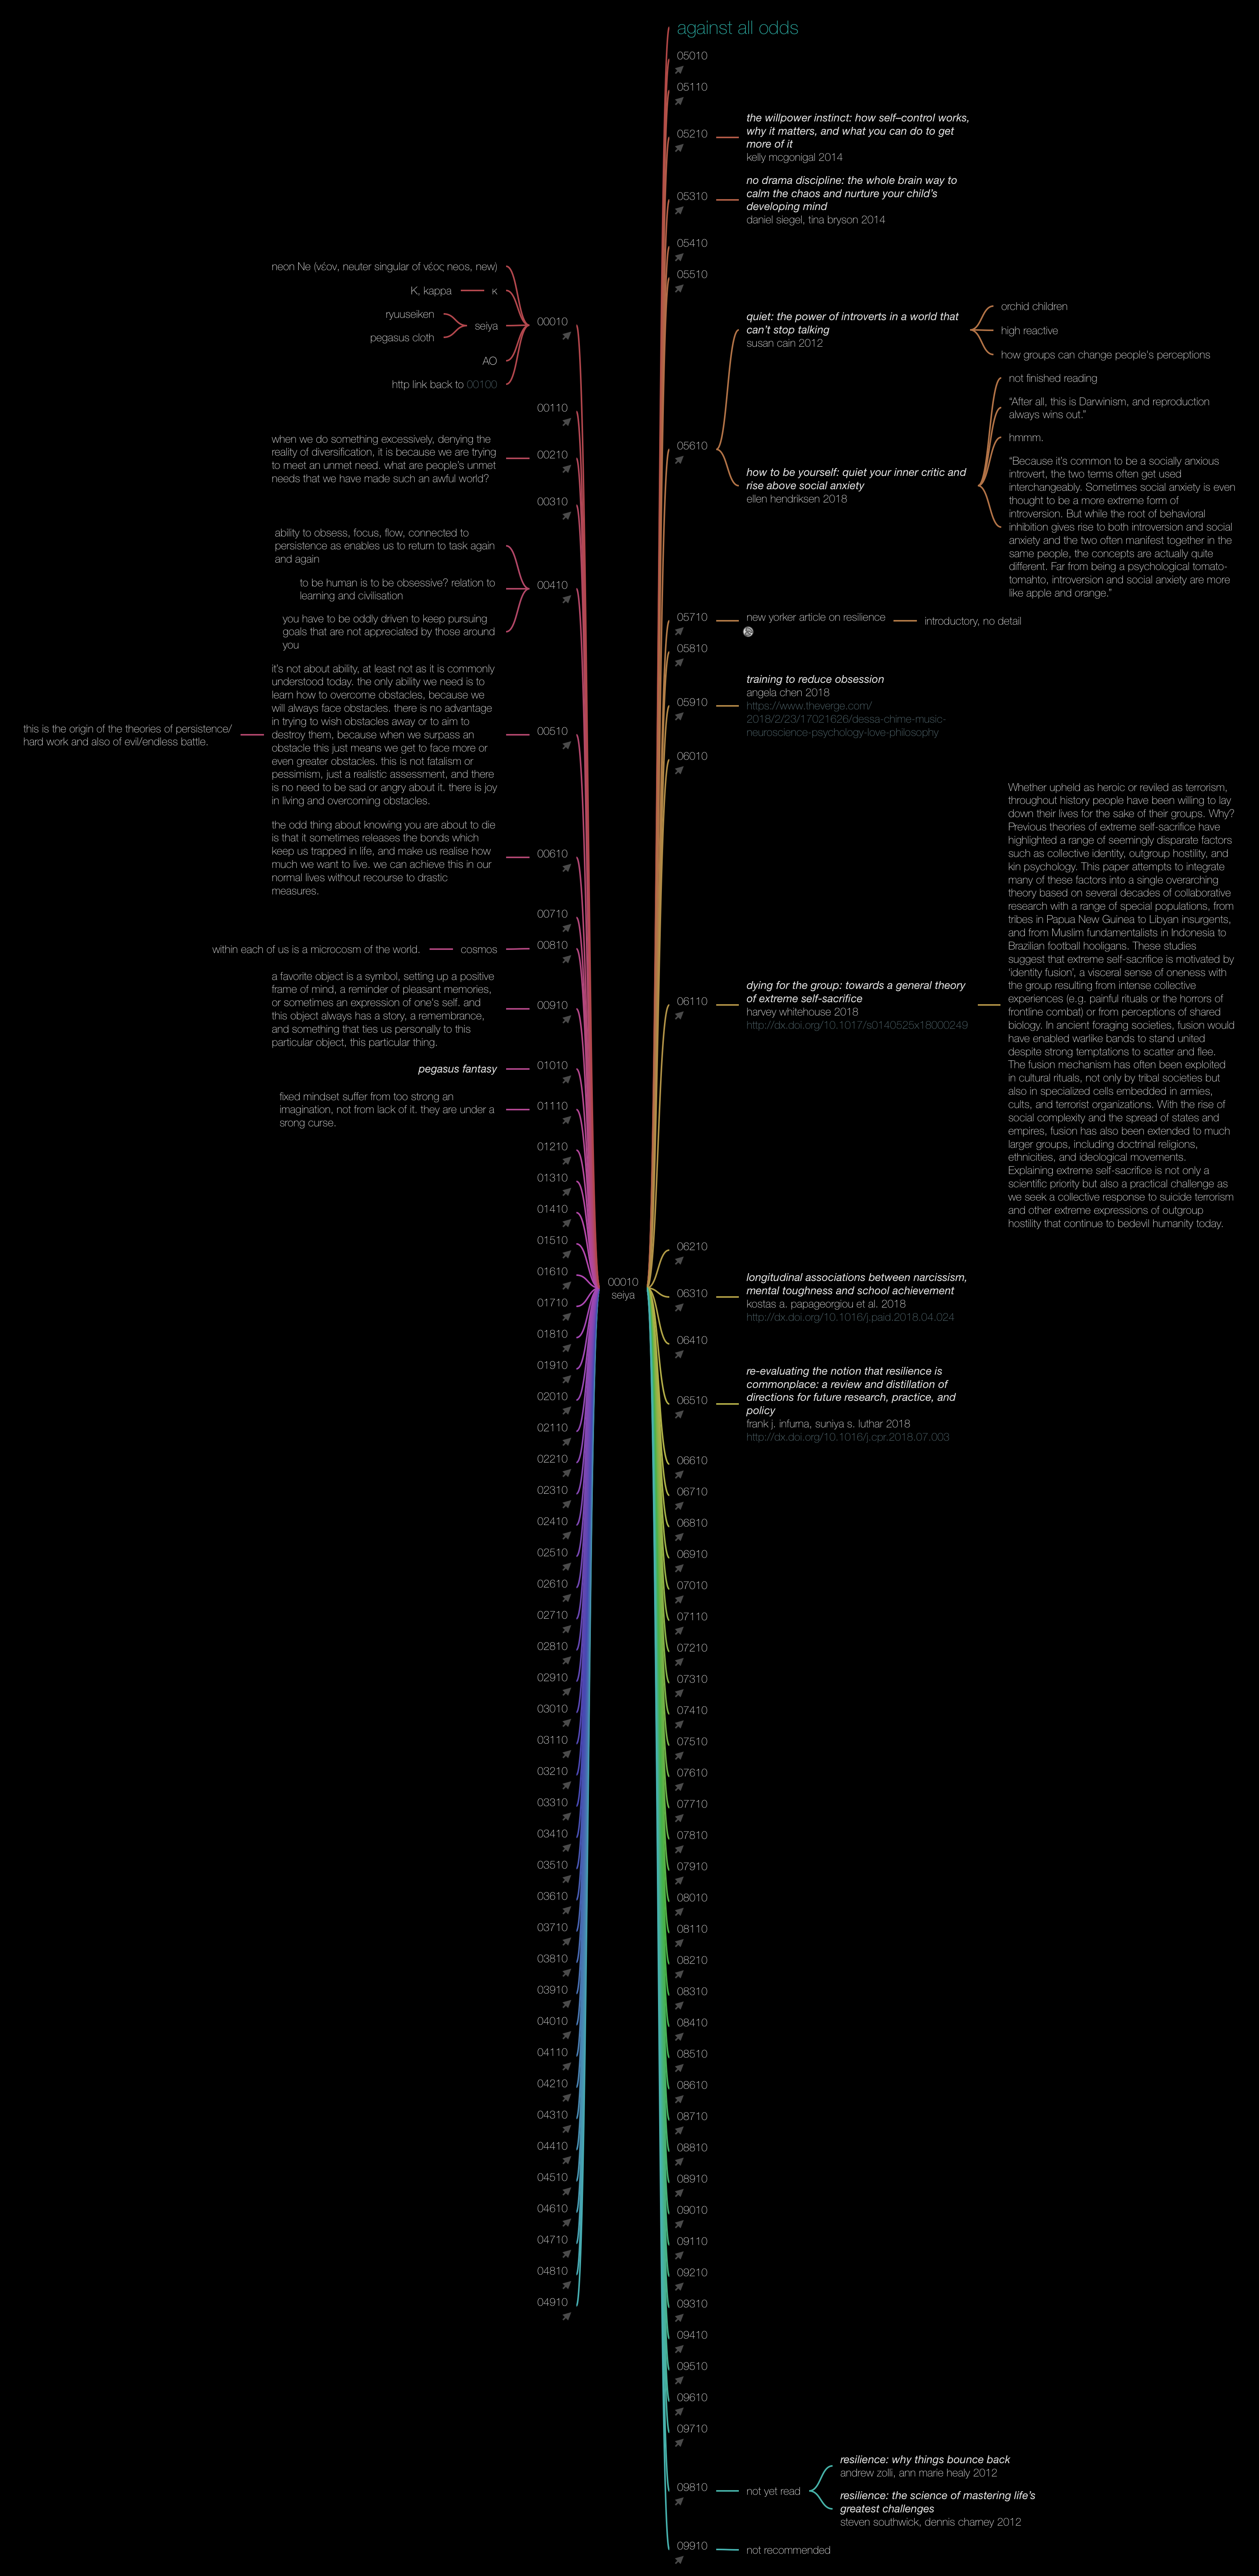 against all odds
05010
05110
05210
the willpower instinct: how self–control works,
why it matters, and what you can do to get
more of it
kelly mcgonigal 2014
05310
no drama discipline: the whole brain way to
calm the chaos and nurture your child's
developing mind
daniel siegel, tina bryson 2014
05410
05510
05610
quiet: the power of introverts in a world that
can't stop talking
susan cain 2012
orchid children
high reactive
how groups can change people's perceptions
how to be yourself: quiet your inner critic and
rise above social anxiety
ellen hendriksen 2018
not finished reading
“After all, this is Darwinism, and reproduction
always wins out.”
hmmm.
“Because it's common to be a socially anxious
introvert, the two terms often get used
interchangeably. Sometimes social anxiety is even
thought to be a more extreme form of
introversion. But while the root of behavioral
inhibition gives rise to both introversion and social
anxiety and the two often manifest together in the
same people, the concepts are actually quite
different. Far from being a psychological tomato-
tomahto, introversion and social anxiety are more
like apple and orange.”
05710
new yorker article on resilience
introductory, no detail
05810
05910
training to reduce obsession
angela chen 2018
https://www.theverge.com/
2018/2/23/17021626/dessa-chime-music-
neuroscience-psychology-love-philosophy
06010
06110
dying for the group: towards a general theory
of extreme self-sacrifice
harvey whitehouse 2018
http://dx.doi.org/10.1017/s0140525x18000249
Whether upheld as heroic or reviled as terrorism,
throughout history people have been willing to lay
down their lives for the sake of their groups. Why?
Previous theories of extreme self-sacrifice have
highlighted a range of seemingly disparate factors
such as collective identity, outgroup hostility, and
kin psychology. This paper attempts to integrate
many of these factors into a single overarching
theory based on several decades of collaborative
research with a range of special populations, from
tribes in Papua New Guinea to Libyan insurgents,
and from Muslim fundamentalists in Indonesia to
Brazilian football hooligans. These studies
suggest that extreme self-sacrifice is motivated by
‘identity fusion’, a visceral sense of oneness with
the group resulting from intense collective
experiences (e.g. painful rituals or the horrors of
frontline combat) or from perceptions of shared
biology. In ancient foraging societies, fusion would
have enabled warlike bands to stand united
despite strong temptations to scatter and flee.
The fusion mechanism has often been exploited
in cultural rituals, not only by tribal societies but
also in specialized cells embedded in armies,
cults, and terrorist organizations. With the rise of
social complexity and the spread of states and
empires, fusion has also been extended to much
larger groups, including doctrinal religions,
ethnicities, and ideological movements.
Explaining extreme self-sacrifice is not only a
scientific priority but also a practical challenge as
we seek a collective response to suicide terrorism
and other extreme expressions of outgroup
hostility that continue to bedevil humanity today.
06210
06310
longitudinal associations between narcissism,
mental toughness and school achievement
kostas a. papageorgiou et al. 2018
http://dx.doi.org/10.1016/j.paid.2018.04.024
06410
06510
re-evaluating the notion that resilience is
commonplace: a review and distillation of
directions for future research, practice, and
policy
frank j. infurna, suniya s. luthar 2018
http://dx.doi.org/10.1016/j.cpr.2018.07.003
06610
06710
06810
06910
07010
07110
07210
07310
07410
07510
07610
07710
07810
07910
08010
08110
08210
08310
08410
08510
08610
08710
08810
08910
09010
09110
09210
09310
09410
09510
09610
09710
09810
not yet read
resilience: why things bounce back
andrew zolli, ann marie healy 2012
resilience: the science of mastering life's
greatest challenges
steven southwick, dennis charney 2012
09910
not recommended
00010
seiya
00010
neon Ne (νέον, neuter singular of νέος neos, new)
K, kappa
κ
ryuuseiken
pegasus cloth
seiya
AO
http link back to 00100
00110
00210
when we do something excessively, denying the
reality of diversification, it is because we are trying
to meet an unmet need. what are people's unmet
needs that we have made such an awful world?
00310
00410
ability to obsess, focus, flow, connected to
persistence as enables us to return to task again
and again
to be human is to be obsessive? relation to
learning and civilisation
you have to be oddly driven to keep pursuing
goals that are not appreciated by those around
you
00510
it's not about ability, at least not as it is commonly
understood today. the only ability we need is to
learn how to overcome obstacles, because we
will always face obstacles. there is no advantage
in trying to wish obstacles away or to aim to
destroy them, because when we surpass an
obstacle this just means we get to face more or
even greater obstacles. this is not fatalism or
pessimism, just a realistic assessment, and there
is no need to be sad or angry about it. there is joy
in living and overcoming obstacles.
this is the origin of the theories of persistence/
hard work and also of evil/endless battle.
00610
the odd thing about knowing you are about to die
is that it sometimes releases the bonds which
keep us trapped in life, and make us realise how
much we want to live. we can achieve this in our
normal lives without recourse to drastic
measures.
00710
00810
cosmos
within each of us is a microcosm of the world.
00910
a favorite object is a symbol, setting up a positive
frame of mind, a reminder of pleasant memories,
or sometimes an expression of one's self. and
this object always has a story, a remembrance,
and something that ties us personally to this
particular object, this particular thing.
01010
pegasus fantasy
01110
fixed mindset suffer from too strong an
imagination, not from lack of it. they are under a
srong curse.
01210
01310
01410
01510
01610
01710
01810
01910
02010
02110
02210
02310
02410
02510
02610
02710
02810
02910
03010
03110
03210
03310
03410
03510
03610
03710
03810
03910
04010
04110
04210
04310
04410
04510
04610
04710
04810
04910